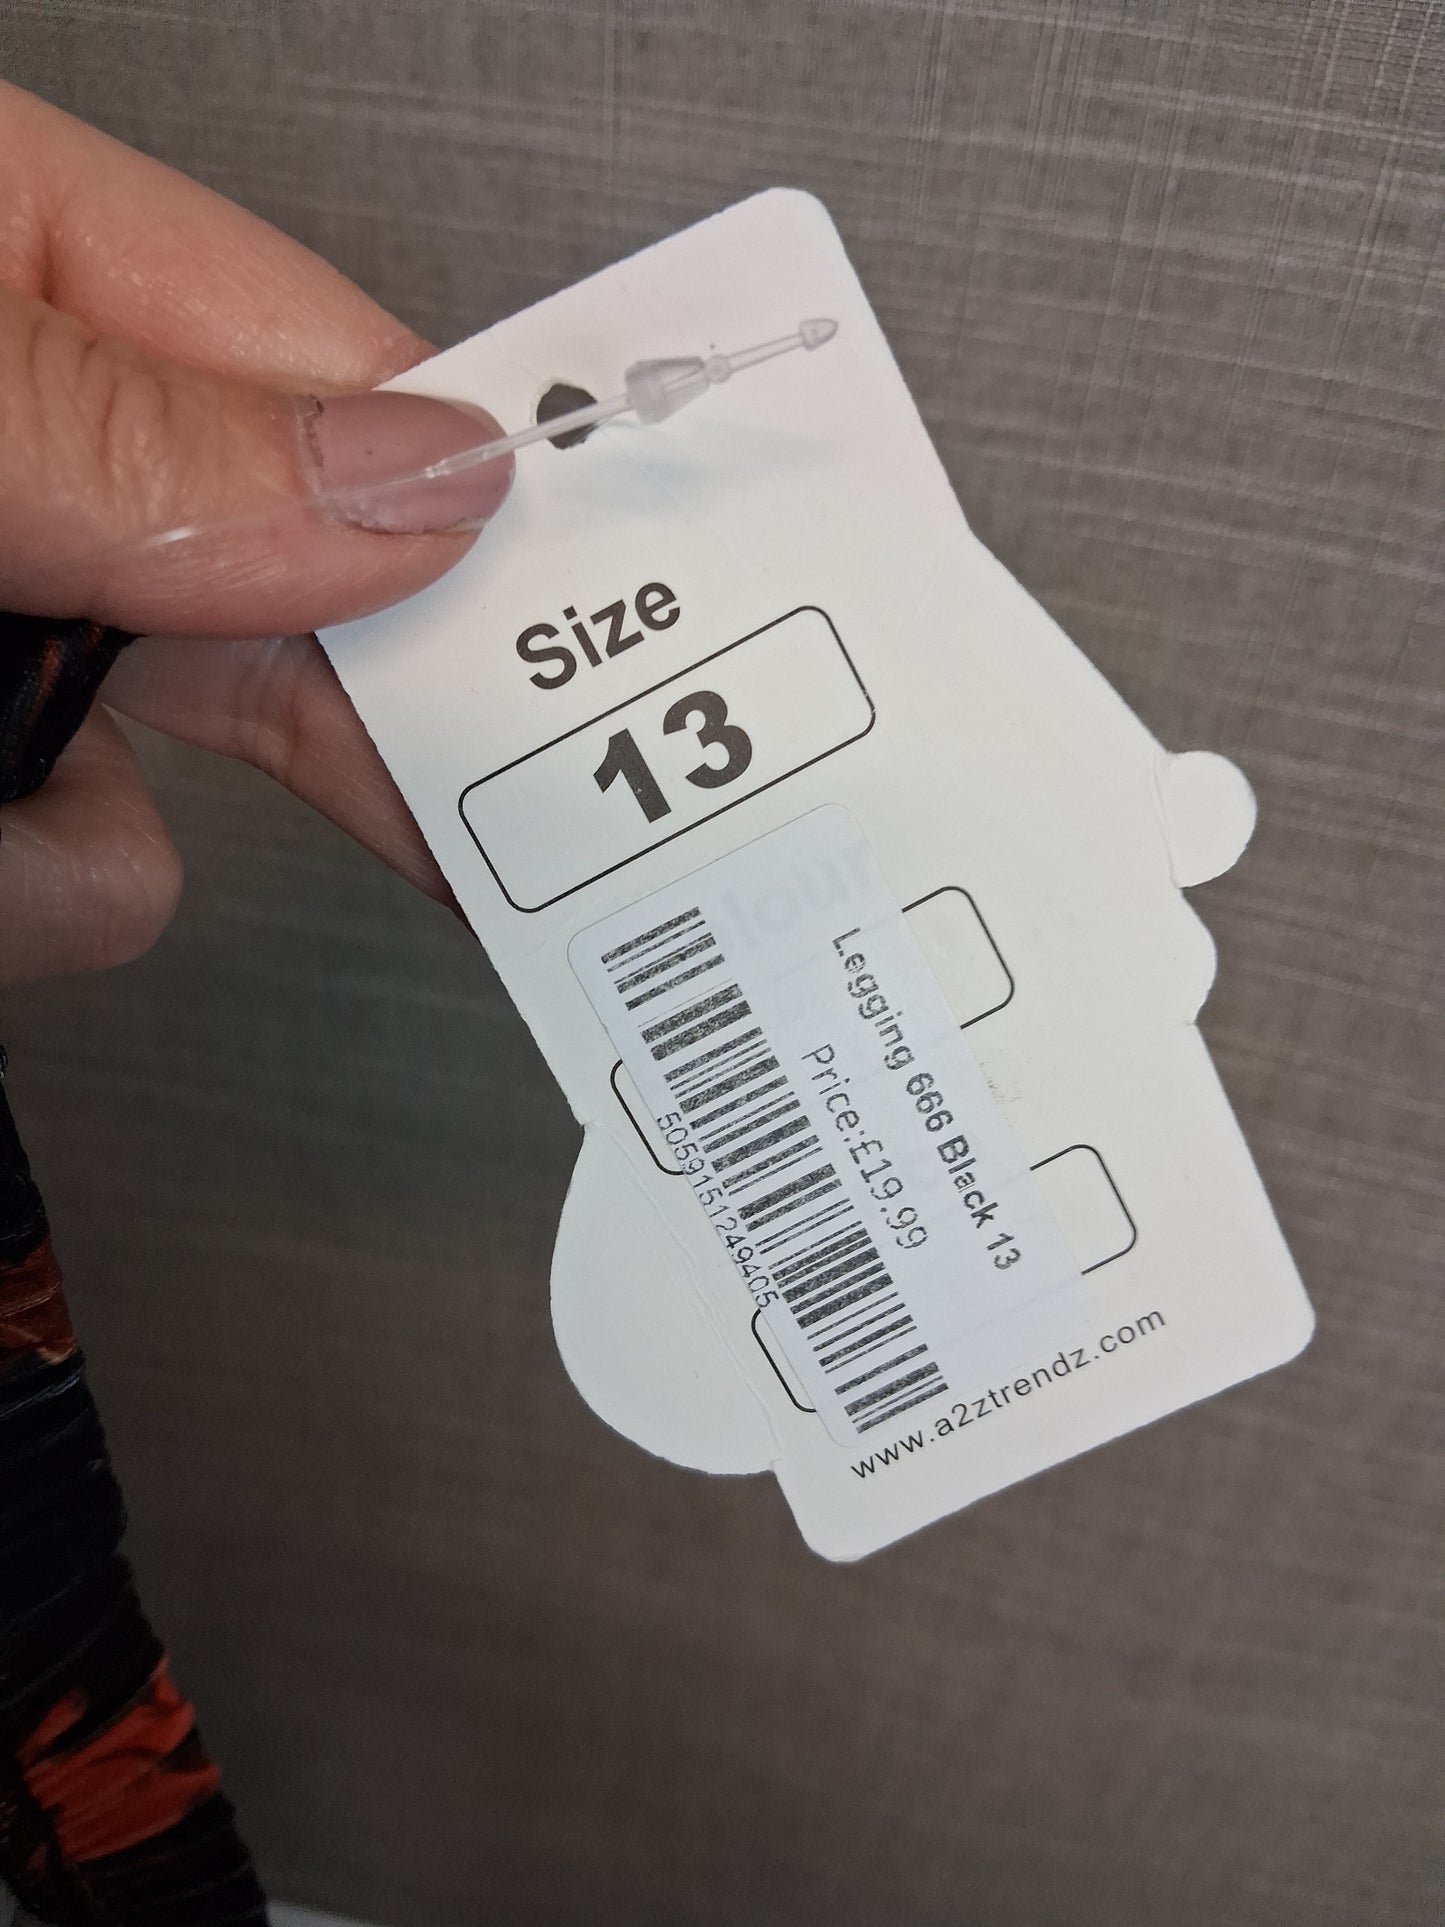 Size
13
Legging 666 Black 13
Price:£19.99
5059151249405
www.a2ztrendz.com